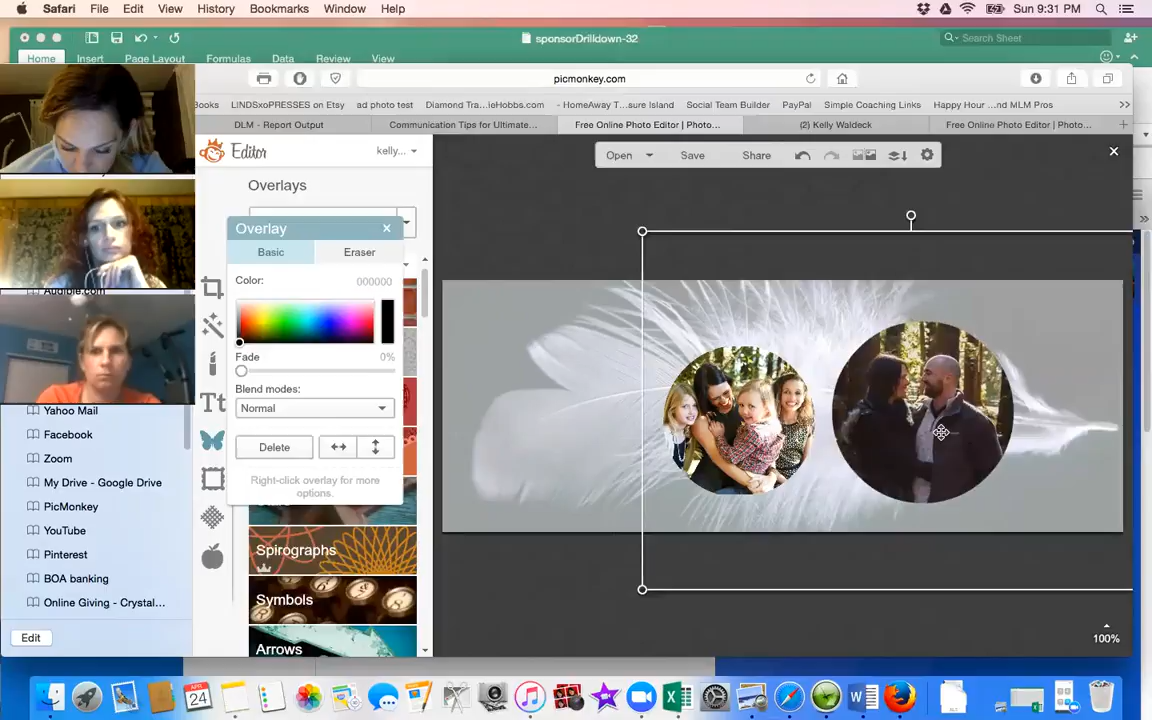 Safari File Edit View History Bookmarks Window Help Sun 9:31 PM
sponsorDrilldown-32 Search Sheet
Home Insert Page Layout Formulas Data Review View
picmonkey.com
Books LINDSxoPRESSES on Etsy ad photo test Diamond Tra...ieHobbs.com - HomeAway T...sure Island Social Team Builder PayPal Simple Coaching Links Happy Hour ...nd MLM Pros
DLM - Report Output Communication Tips for Ultimate... Free Online Photo Editor | Photo... (2) Kelly Waldeck Free Online Photo Editor | Photo...
Editor kelly... Open Save Share
Overlays
Overlay
Basic Eraser
Color: 000000
Fade 0%
Blend modes:
Normal
Delete
Right-click overlay for more
options.
Spirographs
Symbols
Arrows
Tt
100%
Audible.com
Yahoo Mail
Facebook
Zoom
My Drive - Google Drive
PicMonkey
YouTube
Pinterest
BOA banking
Online Giving - Crystal...
Edit
APR
24